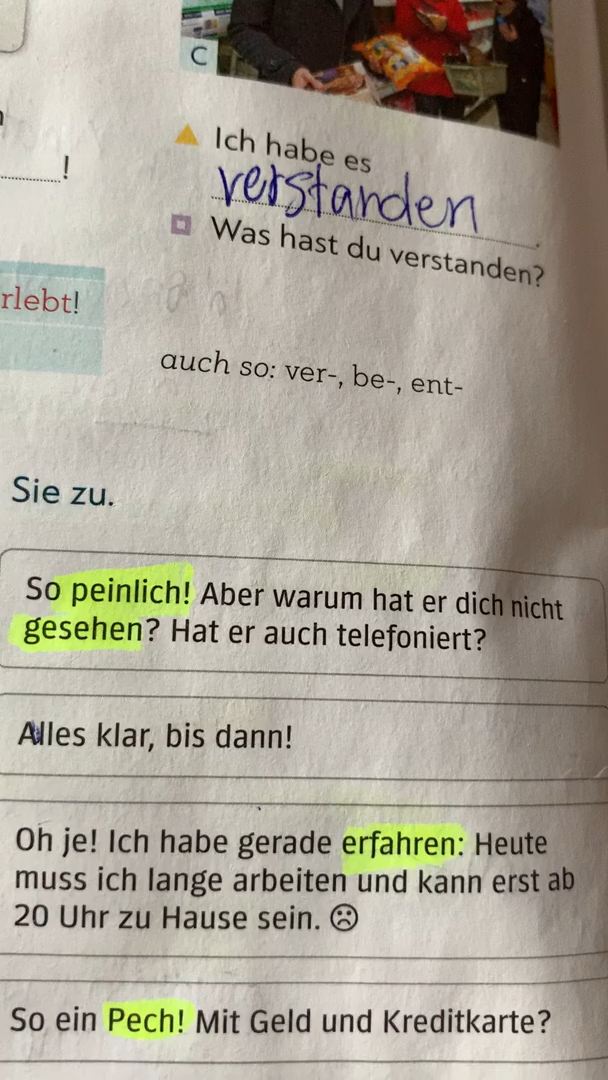 C
Ich habe es
verstanden.
!
Was hast du verstanden?
rlebt!
auch so: ver-, be-, ent-
Sie zu.
So peinlich! Aber warum hat er dich nicht
gesehen? Hat er auch telefoniert?
Alles klar, bis dann!
Oh je! Ich habe gerade erfahren: Heute
muss ich lange arbeiten und kann erst ab
20 Uhr zu Hause sein. ☹
So ein Pech! Mit Geld und Kreditkarte?